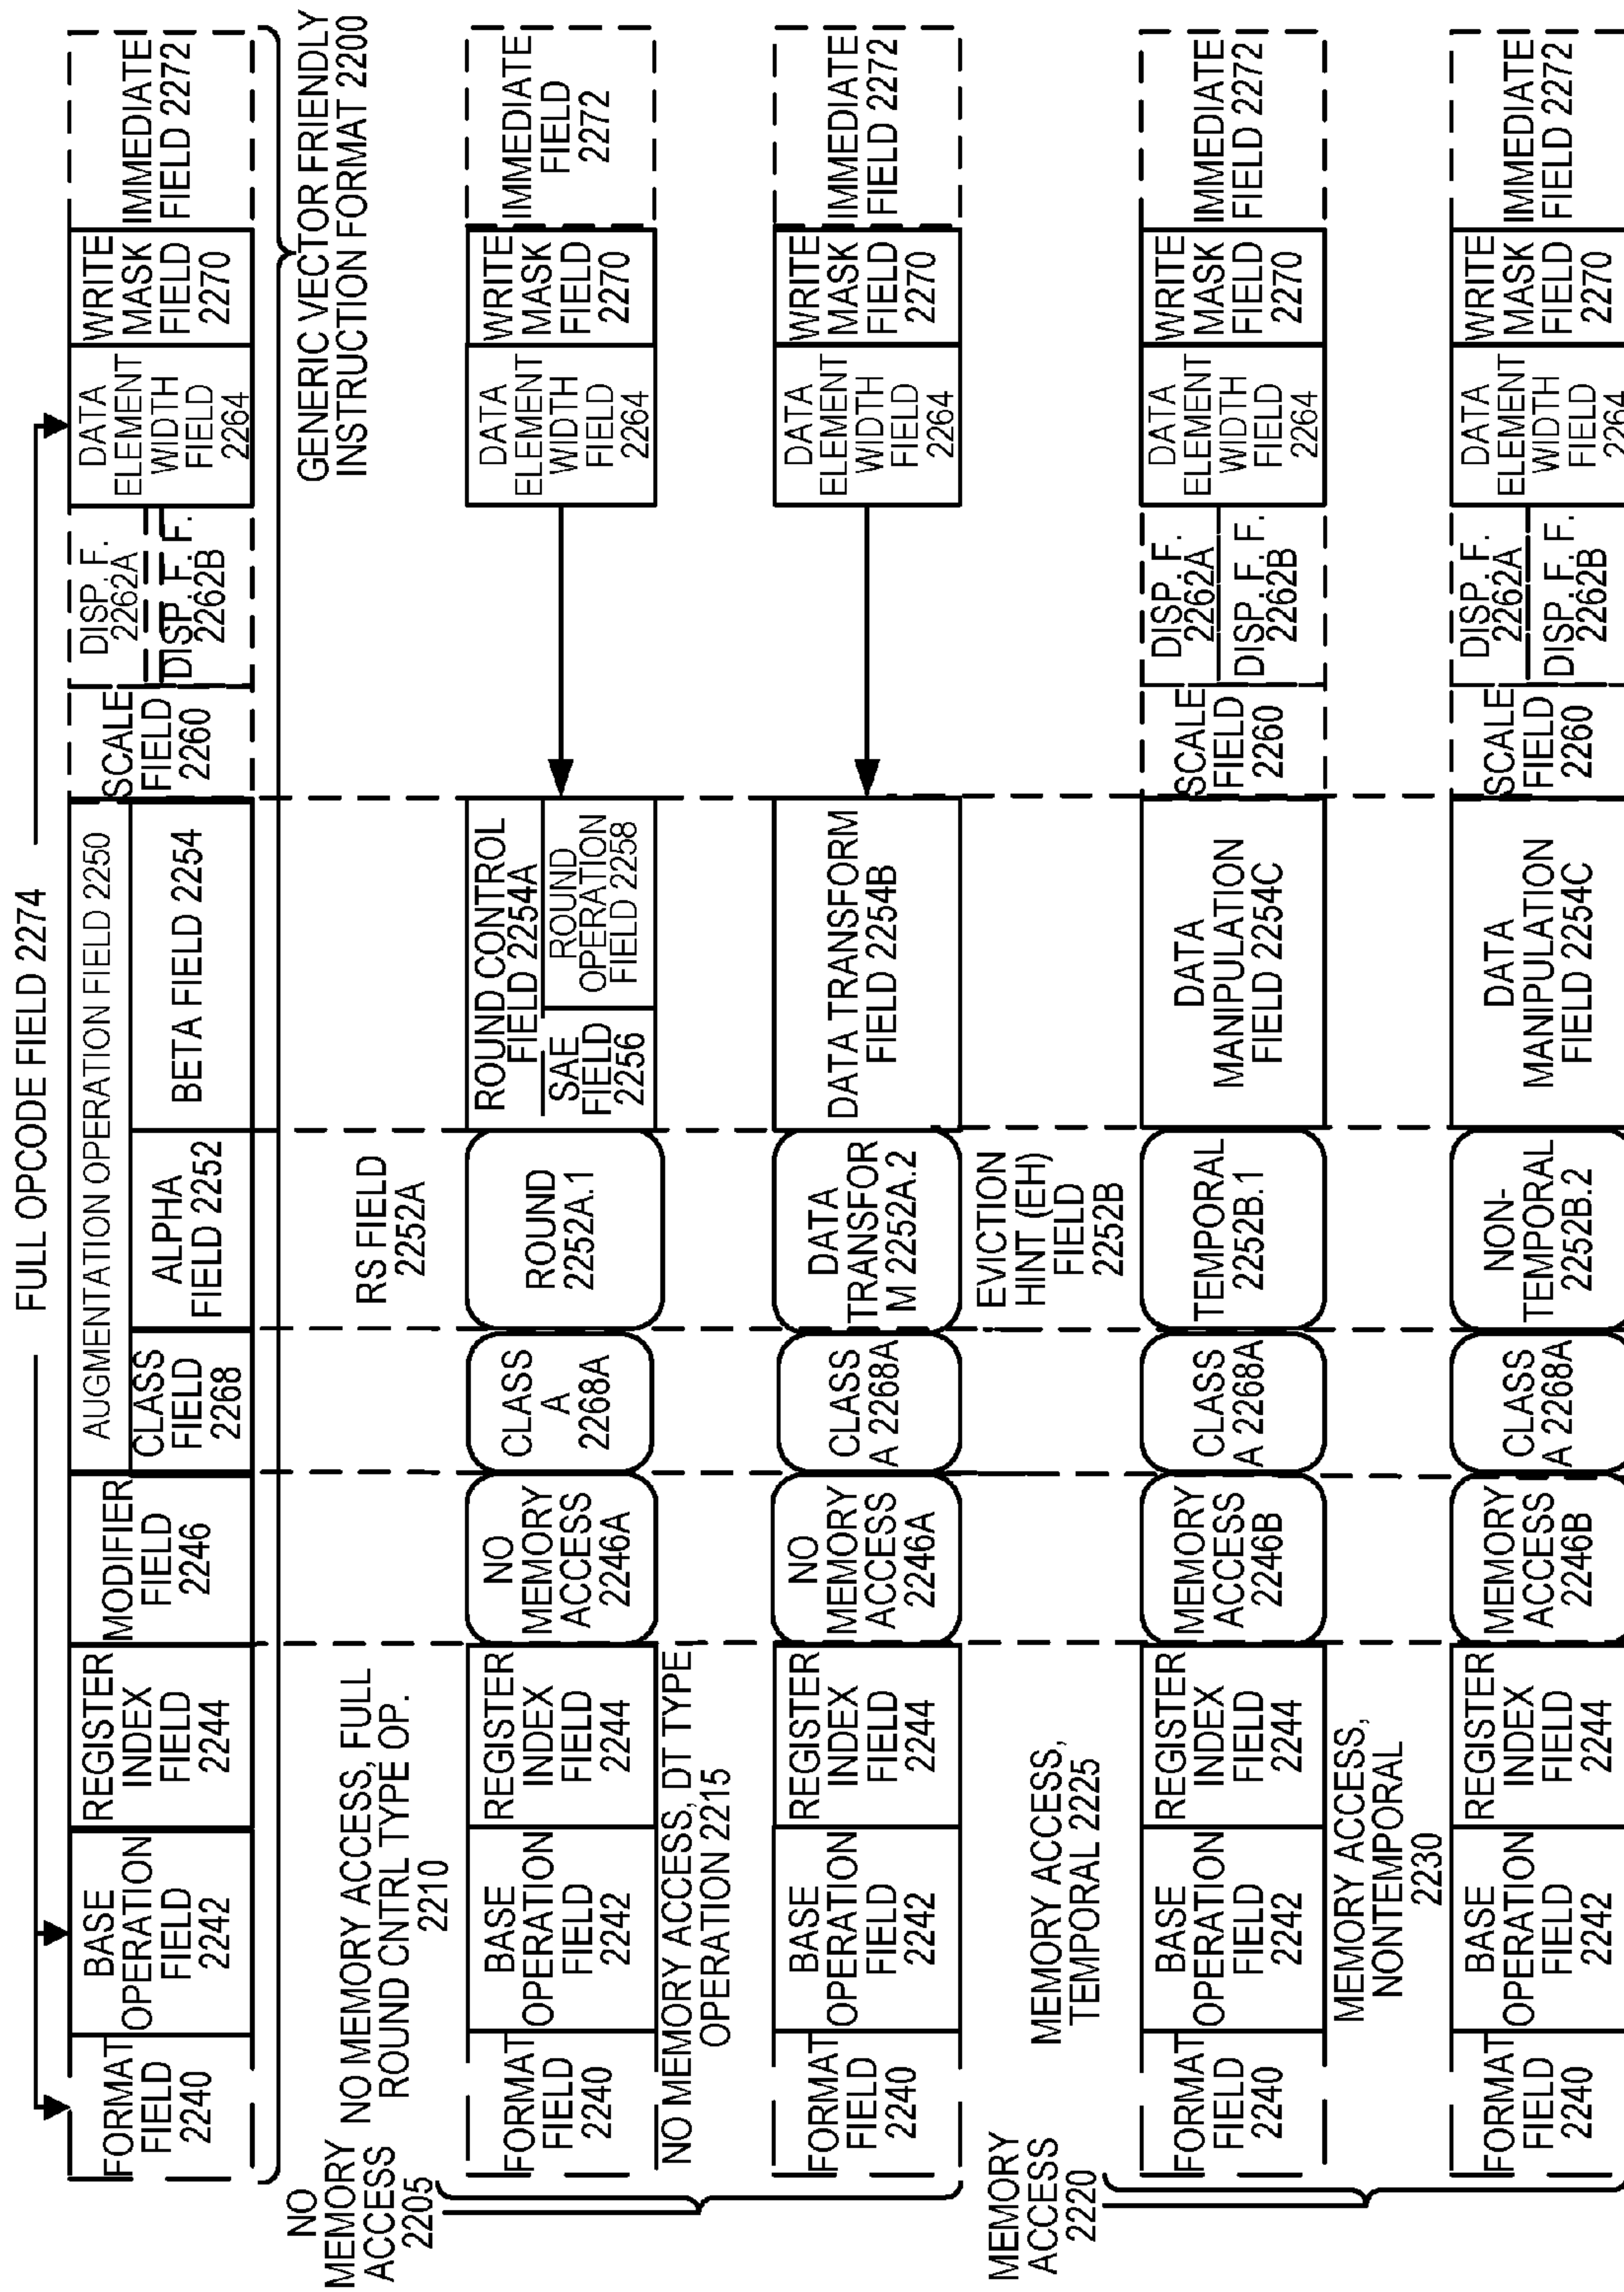 FULL OPCODE FIELD 2274
FORMAT
FIELD
2240
BASE
OPERATION
FIELD
2242
REGISTER
INDEX
FIELD
2244
MODIFIER
FIELD
2246
AUGMENTATION OPERATION FIELD 2250
CLASS
FIELD
2268
ALPHA
FIELD 2252
BETA FIELD 2254
SCALE
FIELD
2260
DISP. F.
2262A
DISP. F. F.
2262B
DATA
ELEMENT
WIDTH
FIELD
2264
WRITE
MASK
FIELD
2270
IMMEDIATE
FIELD 2272
GENERIC VECTOR FRIENDLY
INSTRUCTION FORMAT 2200
NO
MEMORY
ACCESS
2205
NO MEMORY ACCESS, FULL
ROUND CNTRL TYPE OP.
2210
RS FIELD
2252A
FORMAT
FIELD
2240
BASE
OPERATION
FIELD
2242
REGISTER
INDEX
FIELD
2244
NO
MEMORY
ACCESS
2246A
CLASS
A
2268A
ROUND
2252A.1
ROUND CONTROL
FIELD 2254A
SAE
FIELD
2256
ROUND
OPERATION
FIELD 2258
DATA
ELEMENT
WIDTH
FIELD
2264
WRITE
MASK
FIELD
2270
IMMEDIATE
FIELD
2272
NO MEMORY ACCESS, DT TYPE
OPERATION 2215
FORMAT
FIELD
2240
BASE
OPERATION
FIELD
2242
REGISTER
INDEX
FIELD
2244
NO
MEMORY
ACCESS
2246A
CLASS
A 2268A
DATA
TRANSFOR
M 2252A.2
DATA TRANSFORM
FIELD 2254B
DATA
ELEMENT
WIDTH
FIELD
2264
WRITE
MASK
FIELD
2270
IMMEDIATE
FIELD 2272
MEMORY
ACCESS
2220
MEMORY ACCESS,
TEMPORAL 2225
EVICTION
HINT (EH)
FIELD
2252B
FORMAT
FIELD
2240
BASE
OPERATION
FIELD
2242
REGISTER
INDEX
FIELD
2244
MEMORY
ACCESS
2246B
CLASS
A 2268A
TEMPORAL
2252B.1
DATA
MANIPULATION
FIELD 2254C
SCALE
FIELD
2260
DISP. F.
2262A
DISP. F. F.
2262B
DATA
ELEMENT
WIDTH
FIELD
2264
WRITE
MASK
FIELD
2270
IMMEDIATE
FIELD 2272
MEMORY ACCESS,
NONTEMPORAL
2230
FORMAT
FIELD
2240
BASE
OPERATION
FIELD
2242
REGISTER
INDEX
FIELD
2244
MEMORY
ACCESS
2246B
CLASS
A 2268A
NON-
TEMPORAL
2252B.2
DATA
MANIPULATION
FIELD 2254C
SCALE
FIELD
2260
DISP. F.
2262A
DISP. F. F.
2262B
DATA
ELEMENT
WIDTH
FIELD
2264
WRITE
MASK
FIELD
2270
IMMEDIATE
FIELD 2272